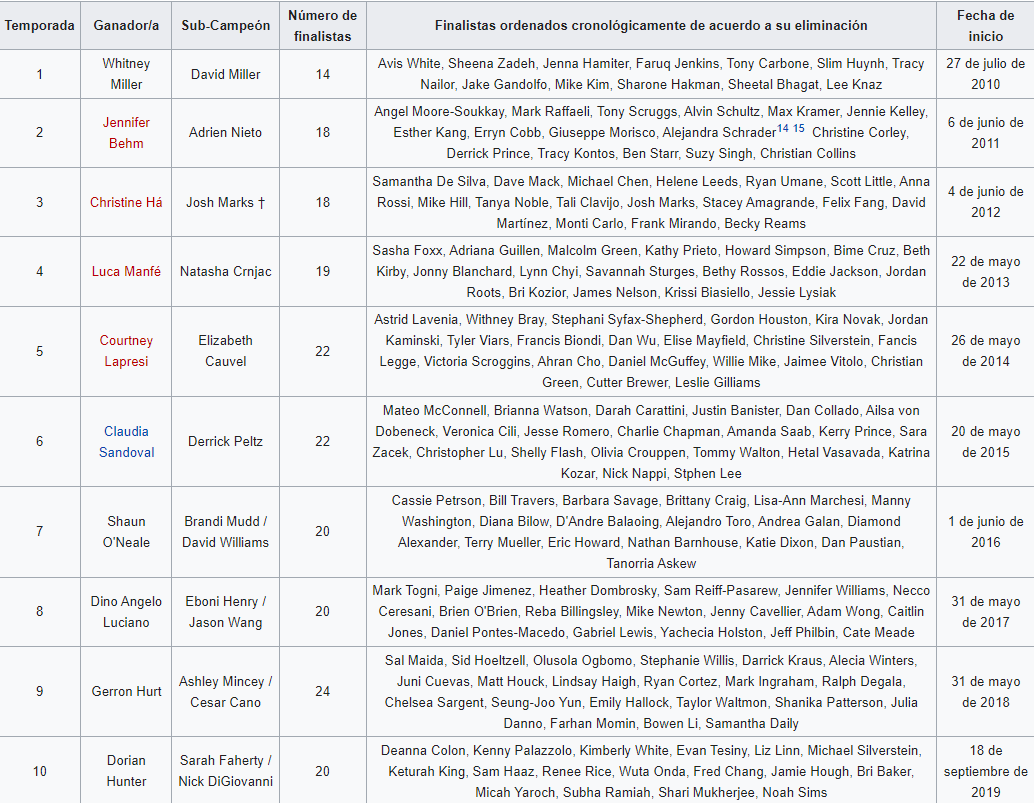 Temporada Ganador/a Sub-Campeón Número de finalistas Finalistas ordenados cronológicamente de acuerdo a su eliminación Fecha de inicio
1 Whitney Miller David Miller 14
Avis White, Sheena Zadeh, Jenna Hamiter, Faruq Jenkins, Tony Carbone, Slim Huynh, Tracy
Nailor, Jake Gandolfo, Mike Kim, Sharone Hakman, Sheetal Bhagat, Lee Knaz
27 de julio de 2010
2 Jennifer Behm Adrien Nieto 18
Angel Moore-Soukkay, Mark Raffaeli, Tony Scruggs, Alvin Schultz, Max Kramer, Jennie Kelley,
Esther Kang, Erryn Cobb, Giuseppe Morisco, Alejandra Schrader14 15 Christine Corley,
Derrick Prince, Tracy Kontos, Ben Starr, Suzy Singh, Christian Collins
6 de junio de 2011
3 Christine Há Josh Marks † 18
Samantha De Silva, Dave Mack, Michael Chen, Helene Leeds, Ryan Umane, Scott Little, Anna
Rossi, Mike Hill, Tanya Noble, Tali Clavijo, Josh Marks, Stacey Amagrande, Felix Fang, David
Martínez, Monti Carlo, Frank Mirando, Becky Reams
4 de junio de 2012
4 Luca Manfé Natasha Crnjac 19
Sasha Foxx, Adriana Guillen, Malcolm Green, Kathy Prieto, Howard Simpson, Bime Cruz, Beth
Kirby, Jonny Blanchard, Lynn Chyi, Savannah Sturges, Bethy Rossos, Eddie Jackson, Jordan
Roots, Bri Kozior, James Nelson, Krissi Biasiello, Jessie Lysiak
22 de mayo de 2013
5 Courtney Lapresi Elizabeth Cauvel 22
Astrid Lavenia, Withney Bray, Stephani Syfax-Shepherd, Gordon Houston, Kira Novak, Jordan
Kaminski, Tyler Viars, Francis Biondi, Dan Wu, Elise Mayfield, Christine Silverstein, Fancis
Legge, Victoria Scroggins, Ahran Cho, Daniel McGuffey, Willie Mike, Jaimee Vitolo, Christian
Green, Cutter Brewer, Leslie Gilliams
26 de mayo de 2014
6 Claudia Sandoval Derrick Peltz 22
Mateo McConnell, Brianna Watson, Darah Carattini, Justin Banister, Dan Collado, Ailsa von
Dobeneck, Veronica Cili, Jesse Romero, Charlie Chapman, Amanda Saab, Kerry Prince, Sara
Zacek, Christopher Lu, Shelly Flash, Olivia Crouppen, Tommy Walton, Hetal Vasavada, Katrina
Kozar, Nick Nappi, Stphen Lee
20 de mayo de 2015
7 Shaun O'Neale Brandi Mudd / David Williams 20
Cassie Petrson, Bill Travers, Barbara Savage, Brittany Craig, Lisa-Ann Marchesi, Manny
Washington, Diana Bilow, D'Andre Balaoing, Alejandro Toro, Andrea Galan, Diamond
Alexander, Terry Mueller, Eric Howard, Nathan Barnhouse, Katie Dixon, Dan Paustian,
Tanorria Askew
1 de junio de 2016
8 Dino Angelo Luciano Eboni Henry / Jason Wang 20
Mark Togni, Paige Jimenez, Heather Dombrosky, Sam Reiff-Pasarew, Jennifer Williams, Necco
Ceresani, Brien O'Brien, Reba Billingsley, Mike Newton, Jenny Cavellier, Adam Wong, Caitlin
Jones, Daniel Pontes-Macedo, Gabriel Lewis, Yachecia Holston, Jeff Philbin, Cate Meade
31 de mayo de 2017
9 Gerron Hurt Ashley Mincey / Cesar Cano 24
Sal Maida, Sid Hoeltzell, Olusola Ogbomo, Stephanie Willis, Darrick Kraus, Alecia Winters,
Juni Cuevas, Matt Houck, Lindsay Haigh, Ryan Cortez, Mark Ingraham, Ralph Degala,
Chelsea Sargent, Seung-Joo Yun, Emily Hallock, Taylor Waltmon, Shanika Patterson, Julia
Danno, Farhan Momin, Bowen Li, Samantha Daily
31 de mayo de 2018
10 Dorian Hunter Sarah Faherty / Nick DiGiovanni 20
Deanna Colon, Kenny Palazzolo, Kimberly White, Evan Tesiny, Liz Linn, Michael Silverstein,
Keturah King, Sam Haaz, Renee Rice, Wuta Onda, Fred Chang, Jamie Hough, Bri Baker,
Micah Yaroch, Subha Ramiah, Shari Mukherjee, Noah Sims
18 de septiembre de 2019